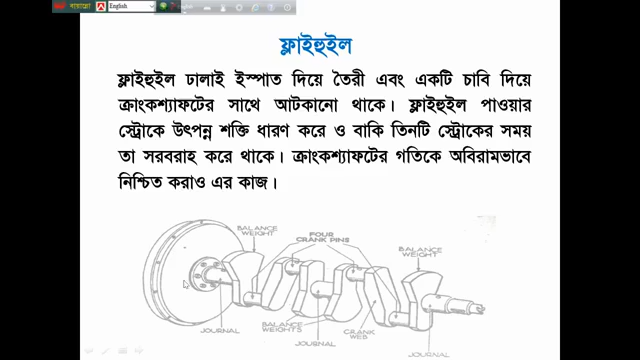 English
ফ্লাইহুইল
ফ্লাইহুইল ঢালাই ইস্পাত দিয়ে তৈরী এবং একটি চাবি দিয়ে
ক্রাংকশ্যাফটের সাথে আটকানো থাকে। ফ্লাইহুইল পাওয়ার
স্ট্রোকে উৎপন্ন শক্তি ধারণ করে ও বাকি তিনটি স্ট্রোকের সময়
তা সরবরাহ করে থাকে। ক্রাংকশ্যাফটের গতিকে অবিরামভাবে
নিশ্চিত করাও এর কাজ।
BALANCE
WEIGHT
FOUR
CRANK PINS
BALANCE
WEIGHT
JOURNAL
BALANCE
WEIGHTS
JOURNAL
CRANK
WEB
JOURNAL